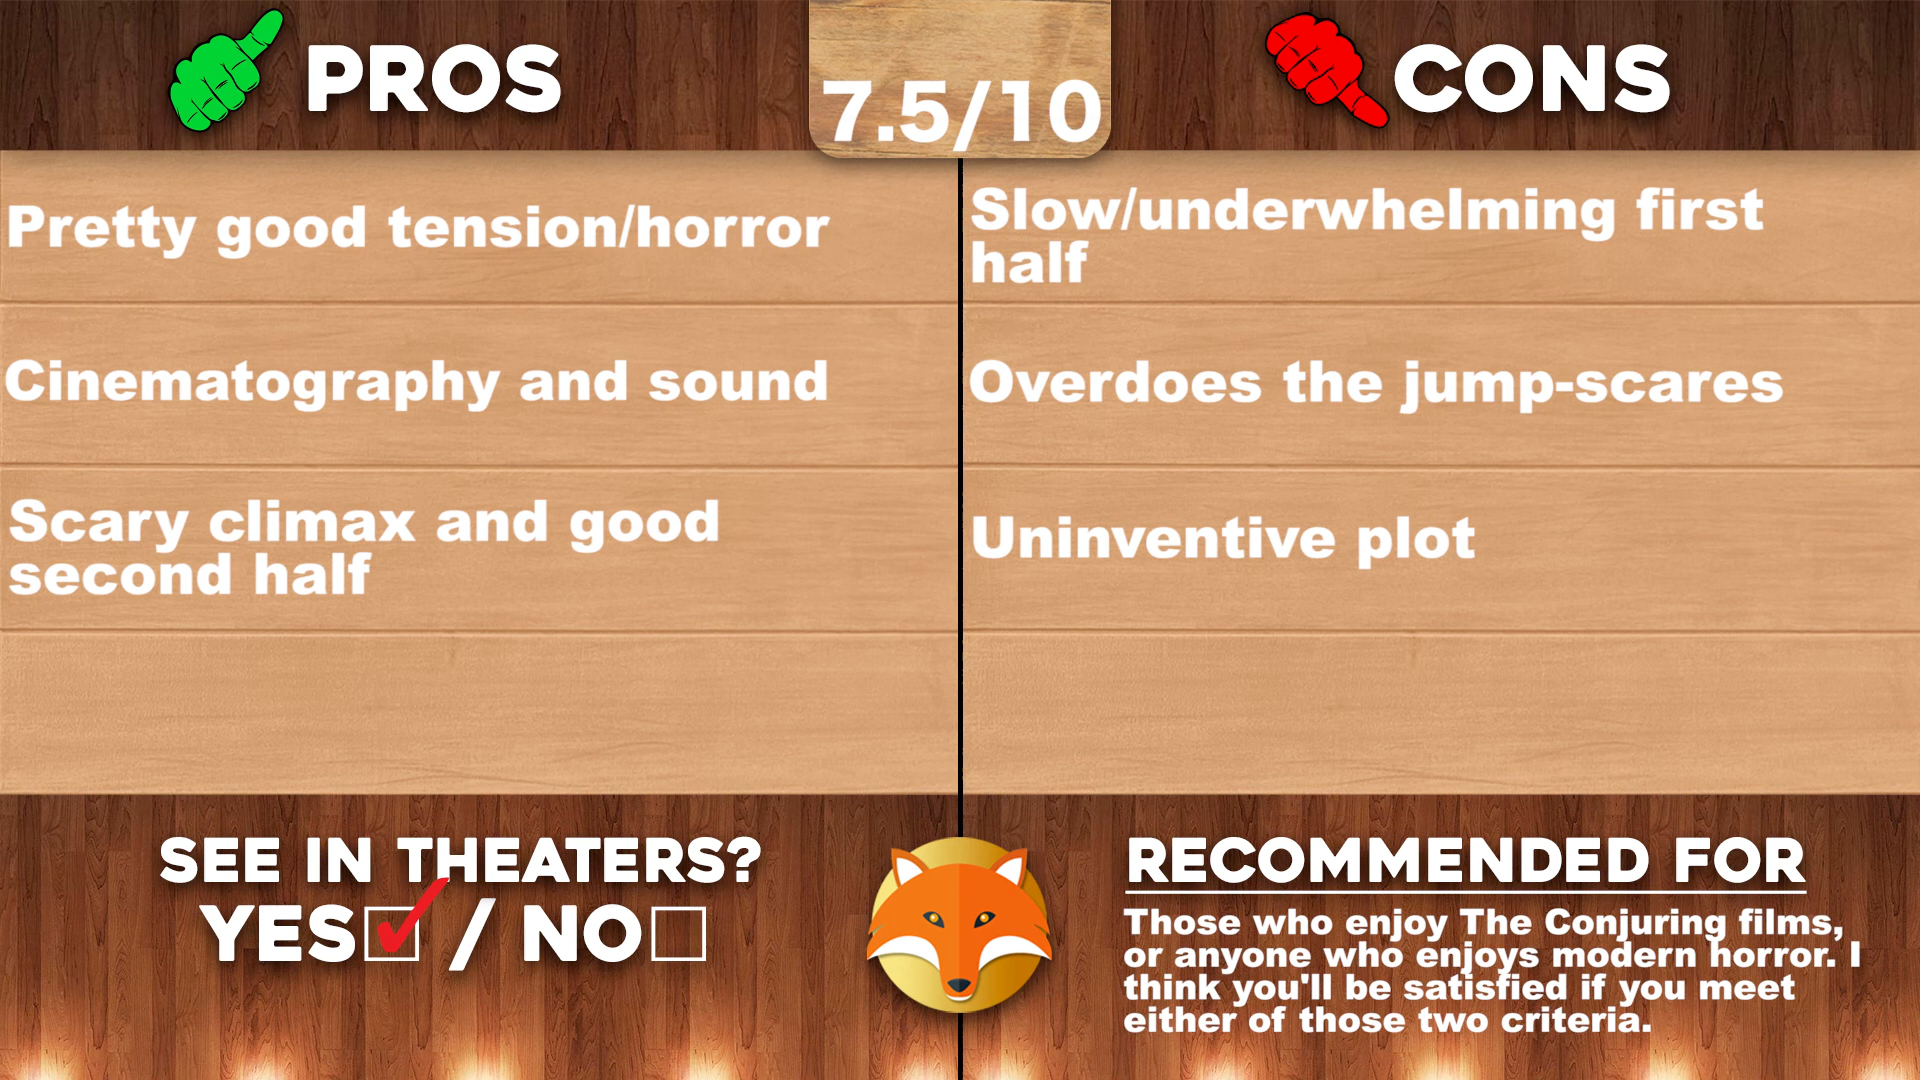 PROS
7.5/10
CONS
Pretty good tension/horror
Cinematography and sound
Scary climax and good
second half
Slow/underwhelming first
half
Overdoes the jump-scares
Uninventive plot
SEE IN THEATERS?
YES / NO
RECOMMENDED FOR
Those who enjoy The Conjuring films,
or anyone who enjoys modern horror. I
think you'll be satisfied if you meet
either of those two criteria.